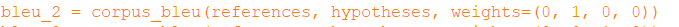 bleu_2 = corpus_bleu(references, hypotheses, weights=(0, 1, 0, 0))